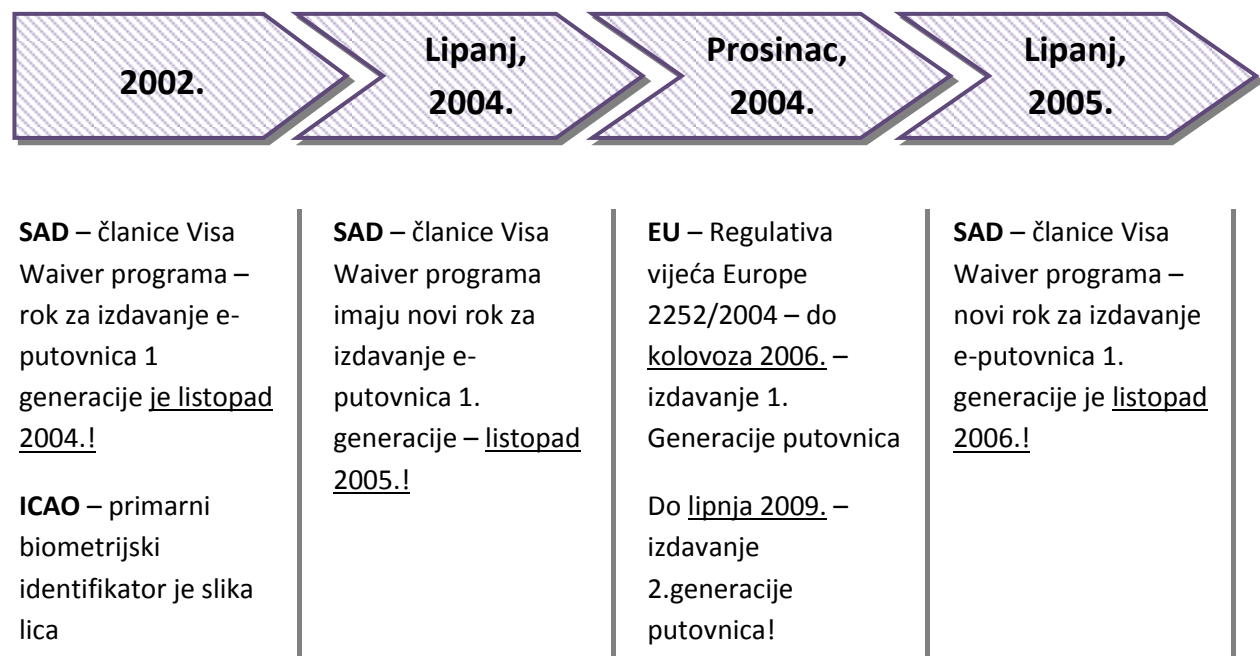 2002.
Lipanj,
2004.
Prosinac,
2004.
Lipanj,
2005.
SAD – članice Visa
Waiver programa –
rok za izdavanje e-
putovnica 1
generacije je listopad
2004.!
ICAO – primarni
biometrijski
identifikator je slika
lica
SAD – članice Visa
Waiver programa
imaju novi rok za
izdavanje e-
putovnica 1.
generacije – listopad
2005.!
EU – Regulativa
vijeća Europe
2252/2004 – do
kolovoza 2006. –
izdavanje 1.
Generacije putovnica
Do lipnja 2009. –
izdavanje
2.generacije
putovnica!
SAD – članice Visa
Waiver programa –
novi rok za izdavanje
e-putovnica 1.
generacije je listopad
2006.!